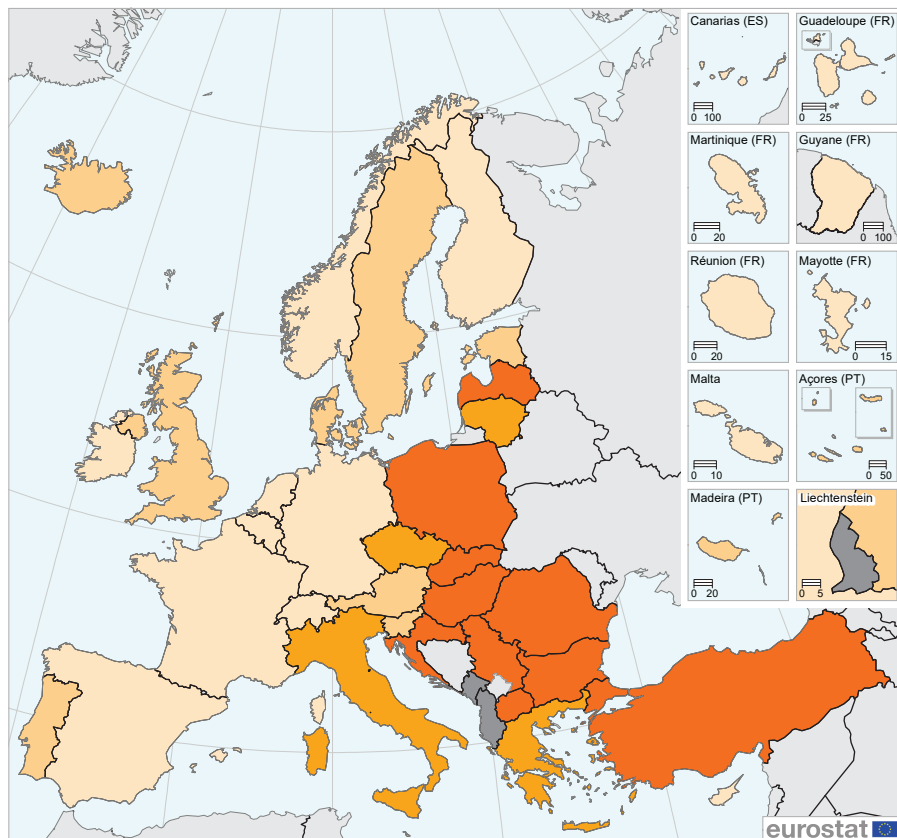 Canarias (ES)
0 100
Guadeloupe (FR)
0 25
Martinique (FR)
0 20
Guyane (FR)
0 100
Réunion (FR)
0 20
Mayotte (FR)
0 15
Malta
0 10
Açores (PT)
0 50
Madeira (PT)
0 20
Liechtenstein
0 5
eurostat